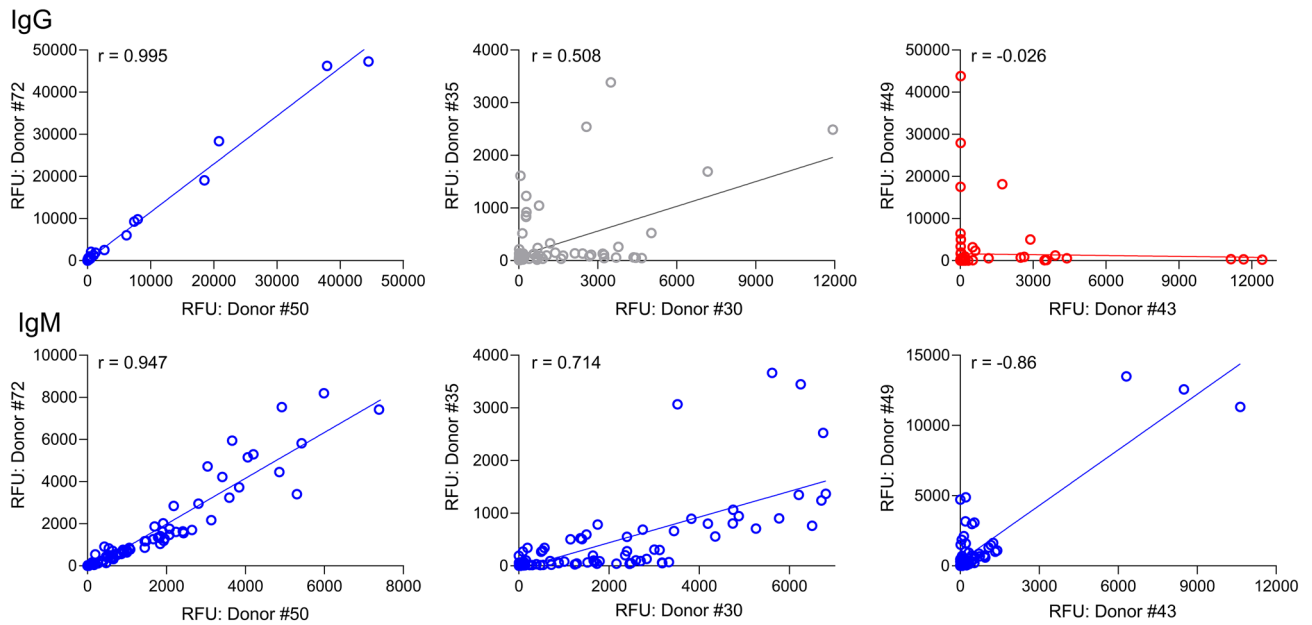 IgG
r = 0.995
RFU: Donor #72
50000
40000
30000
20000
10000
0
0 10000 20000 30000 40000 50000
RFU: Donor #50
r = 0.508
RFU: Donor #35
4000
3000
2000
1000
0
0 3000 6000 9000 12000
RFU: Donor #30
r = -0.026
RFU: Donor #49
50000
40000
30000
20000
10000
0
0 3000 6000 9000 12000
RFU: Donor #43
IgM
r = 0.947
RFU: Donor #72
10000
8000
6000
4000
2000
0
0 2000 4000 6000 8000
RFU: Donor #50
r = 0.714
RFU: Donor #35
4000
3000
2000
1000
0
0 2000 4000 6000
RFU: Donor #30
r = -0.86
RFU: Donor #49
15000
10000
5000
0
0 3000 6000 9000 12000
RFU: Donor #43